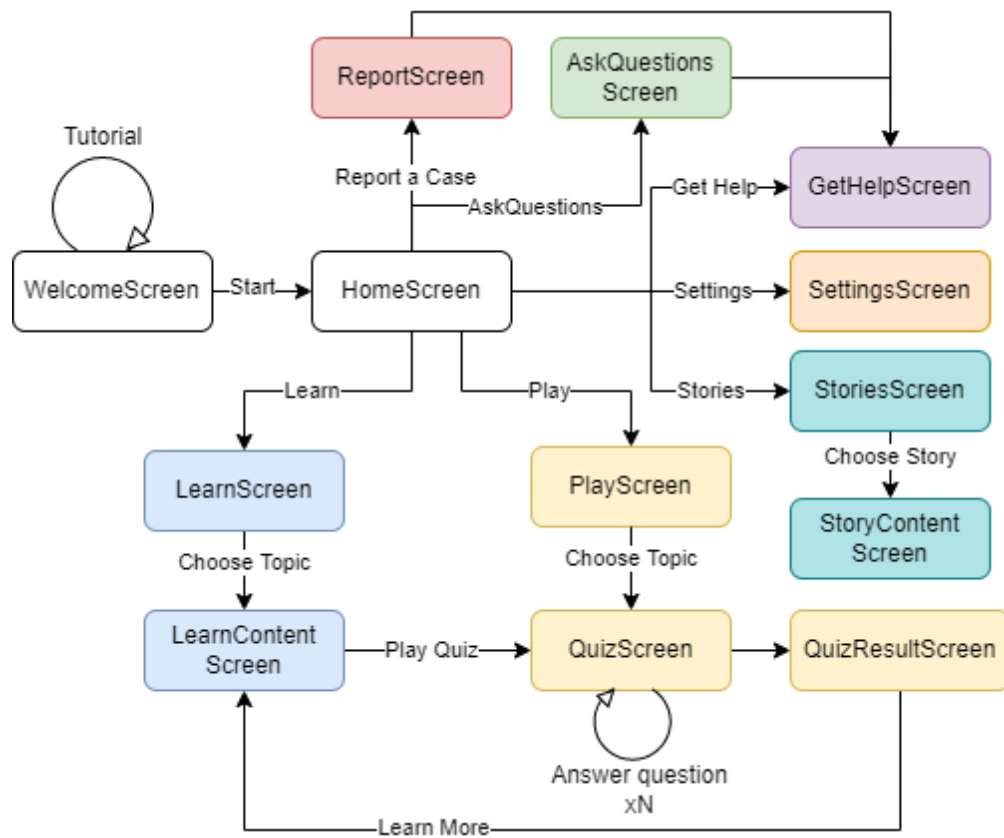 ReportScreen
AskQuestions
Screen
Tutorial
Report a Case
AskQuestions
Get Help
GetHelpScreen
WelcomeScreen
Start
HomeScreen
Settings
SettingsScreen
Learn
Play
Stories
StoriesScreen
Choose Story
LearnScreen
PlayScreen
StoryContent
Screen
Choose Topic
Choose Topic
LearnContent
Screen
Play Quiz
QuizScreen
QuizResultScreen
Answer question
xN
Learn More